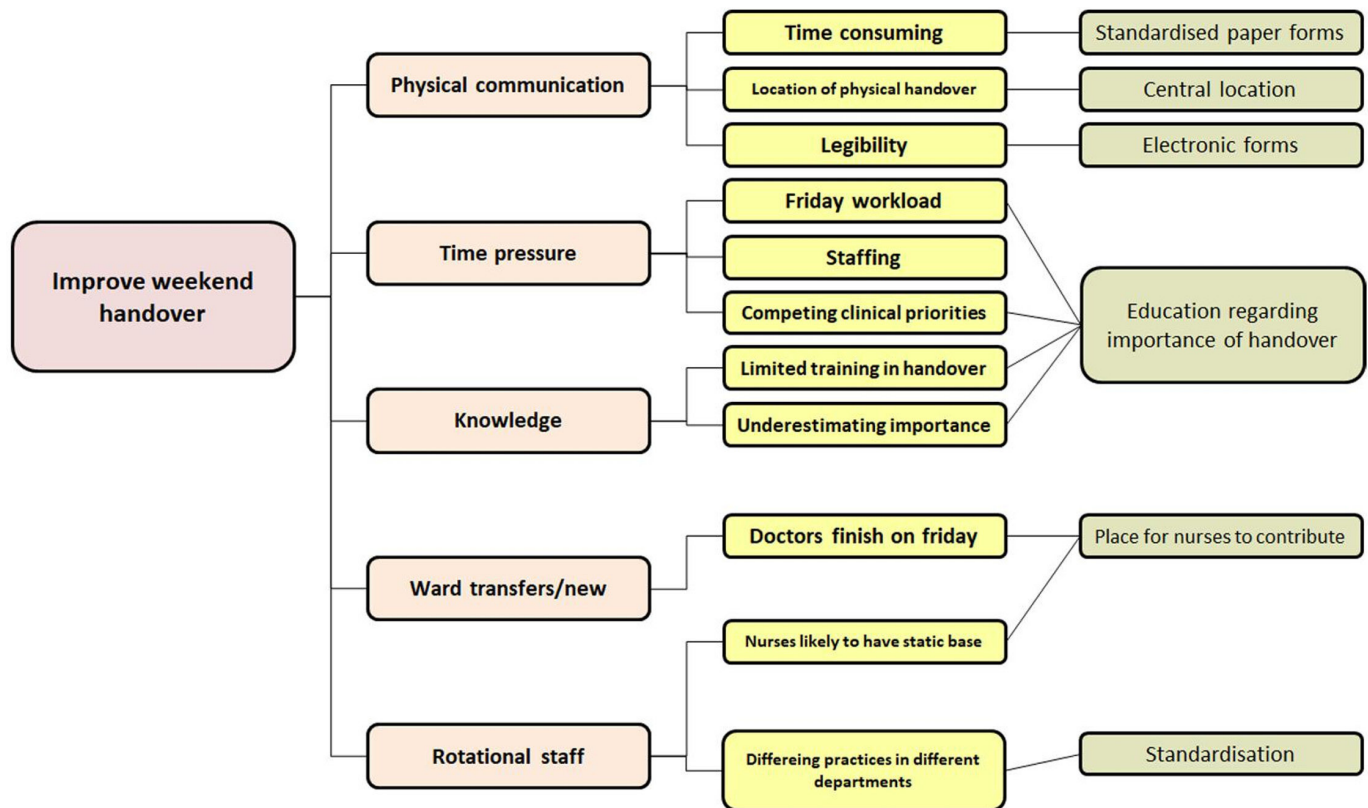 Improve weekend
handover
Physical communication
Time pressure
Knowledge
Ward transfers/new
Rotational staff
Time consuming
Location of physical handover
Legibility
Friday workload
Staffing
Competing clinical priorities
Limited training in handover
Underestimating importance
Doctors finish on friday
Nurses likely to have static base
Differeing practices in different
departments
Standardised paper forms
Central location
Electronic forms
Education regarding
importance of handover
Place for nurses to contribute
Standardisation